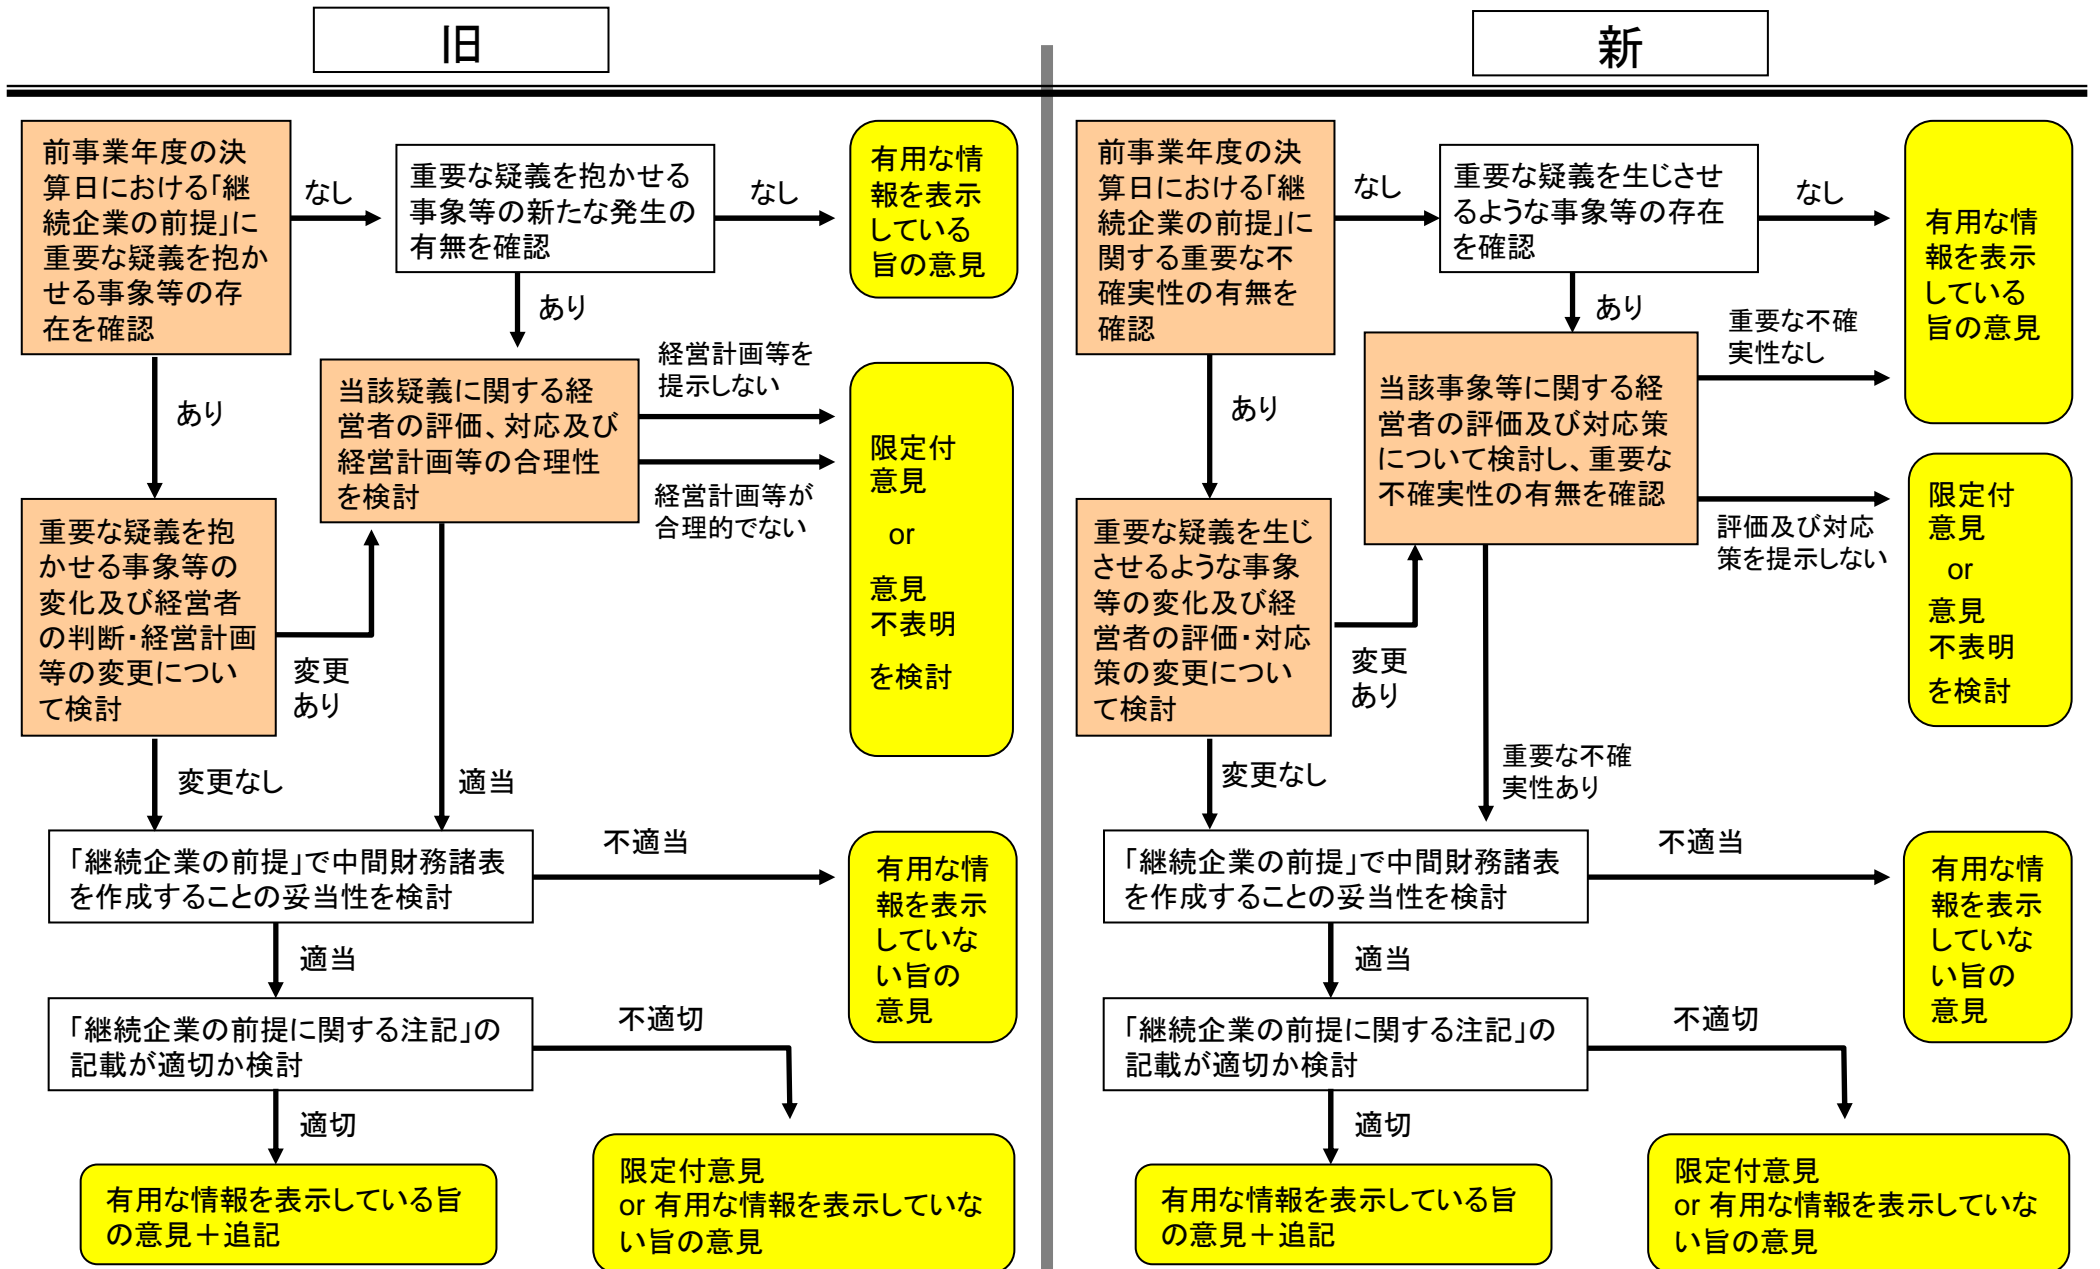 旧
前事業年度の決
算日における「継
続企業の前提」に
重要な疑義を抱か
せる事象等の存
在を確認
なし
重要な疑義を抱かせる
事象等の新たな発生の
有無を確認
なし
有用な情
報を表示
している
旨の意見
あり
あり
当該疑義に関する経
営者の評価、対応及び
経営計画等の合理性
を検討
経営計画等を
提示しない
経営計画等が
合理的でない
限定付
意見
or
意見
不表明
を検討
重要な疑義を抱
かせる事象等の
変化及び経営者
の判断・経営計画
等の変更につい
て検討
変更
あり
変更なし
適当
「継続企業の前提」で中間財務諸表
を作成することの妥当性を検討
不適当
有用な情
報を表示
していな
い旨の
意見
適当
「継続企業の前提に関する注記」の
記載が適切か検討
不適切
適切
有用な情報を表示している旨
の意見＋追記
限定付意見
or 有用な情報を表示していな
い旨の意見
新
前事業年度の決
算日における「継
続企業の前提」に
関する重要な不
確実性の有無を
確認
なし
重要な疑義を生じさせ
るような事象等の存在
を確認
なし
有用な情
報を表示
している
旨の意見
あり
あり
当該事象等に関する経
営者の評価及び対応策
について検討し、重要な
不確実性の有無を確認
重要な不確
実性なし
評価及び対応
策を提示しない
限定付
意見
or
意見
不表明
を検討
重要な疑義を生じ
させるような事象
等の変化及び経
営者の評価・対応
策の変更につい
て検討
変更
あり
変更なし
重要な不確
実性あり
「継続企業の前提」で中間財務諸表
を作成することの妥当性を検討
不適当
有用な情
報を表示
していな
い旨の
意見
適当
「継続企業の前提に関する注記」の
記載が適切か検討
不適切
適切
有用な情報を表示している旨
の意見＋追記
限定付意見
or 有用な情報を表示していな
い旨の意見